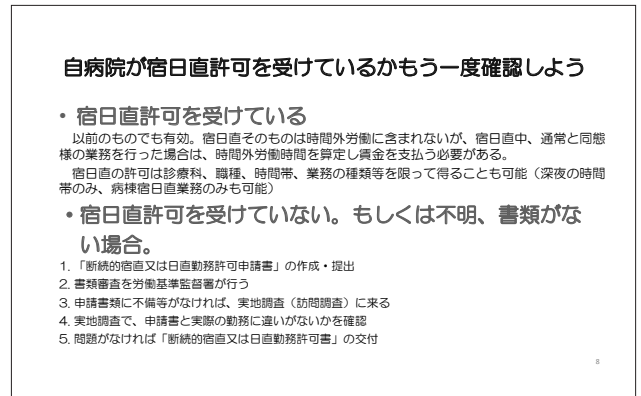 自病院が宿日直許可を受けているかもう一度確認しよう
• 宿日直許可を受けている
以前のものでも有効。宿日直そのものは時間外労働に含まれないが、宿日直中、通常と同態
様の業務を行った場合は、時間外労働時間を算定し賃金を支払う必要がある。
宿日直の許可は診療科、職種、時間帯、業務の種類等を限って得ることも可能（深夜の時間
帯のみ、病棟宿日直業務のみも可能）
• 宿日直許可を受けていない。もしくは不明、書類がな
い場合。
1. 「断続的宿直又は日直勤務許可申請書」の作成・提出
2. 書類審査を労働基準監督署が行う
3. 申請書類に不備等がなければ、実地調査（訪問調査）に来る
4. 実地調査で、申請書と実際の勤務に違いがないかを確認
5. 問題がなければ「断続的宿直又は日直勤務許可書」の交付
8